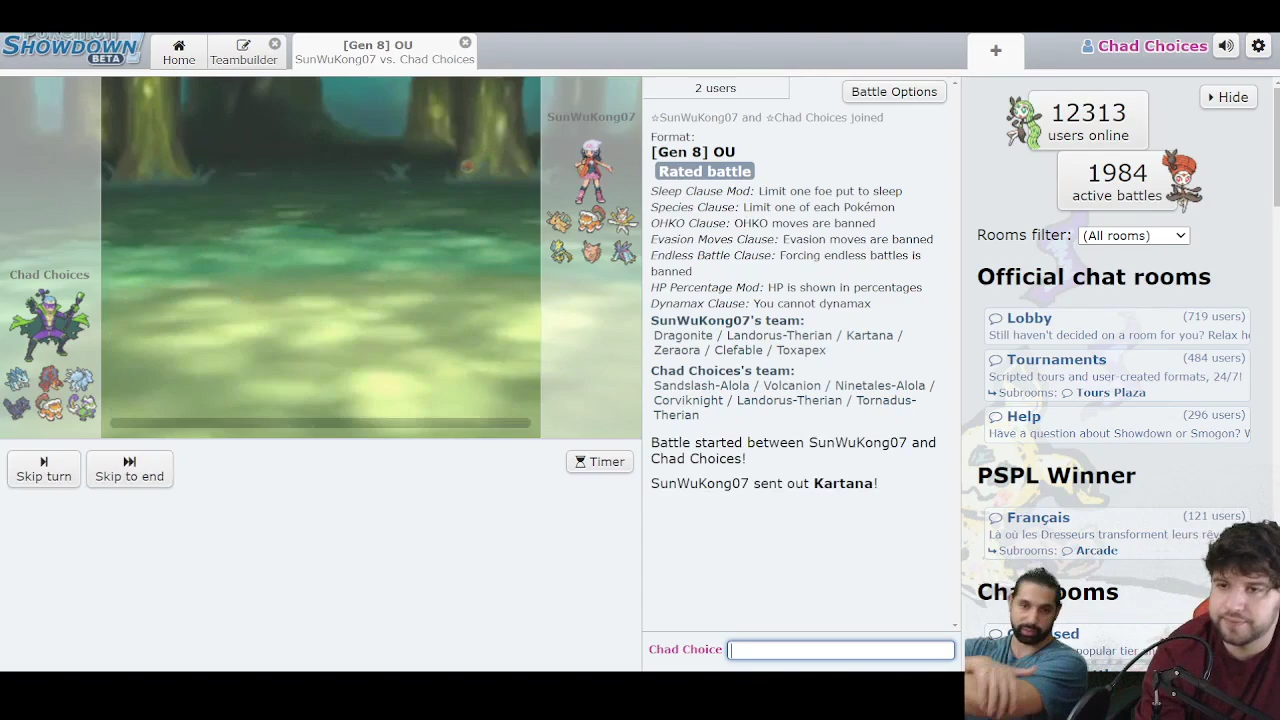 Pokémon
SHOWDOWN
BETA
Home
Teambuilder
[Gen 8] OU
SunWuKong07 vs. Chad Choices
Chad Choices
SunWuKong07
Chad Choices
Skip turn
Skip to end
Timer
2 users
Battle Options
☆SunWuKong07 and ☆Chad Choices joined
Format:
[Gen 8] OU
Rated battle
Sleep Clause Mod: Limit one foe put to sleep
Species Clause: Limit one of each Pokémon
OHKO Clause: OHKO moves are banned
Evasion Moves Clause: Evasion moves are banned
Endless Battle Clause: Forcing endless battles is
banned
HP Percentage Mod: HP is shown in percentages
Dynamax Clause: You cannot dynamax
SunWuKong07's team:
Dragonite / Landorus-Therian / Kartana /
Zeraora / Clefable / Toxapex
Chad Choices's team:
Sandslash-Alola / Volcanion / Ninetales-Alola /
Corviknight / Landorus-Therian / Tornadus-
Therian
Battle started between SunWuKong07 and
Chad Choices!
SunWuKong07 sent out Kartana!
Chad Choice
12313
users online
Hide
1984
active battles
Rooms filter: (All rooms)
Official chat rooms
Lobby (719 users)
Still haven't decided on a room for you? Relax he
Tournaments (484 users)
Scripted tours and user-created formats, 24/7!
↳ Subrooms: Tours Plaza
Help (296 users)
Have a question about Showdown or Smogon? V
PSPL Winner
Français (121 users)
Là où les Dresseurs transforment leurs rêv
↳ Subrooms: Arcade